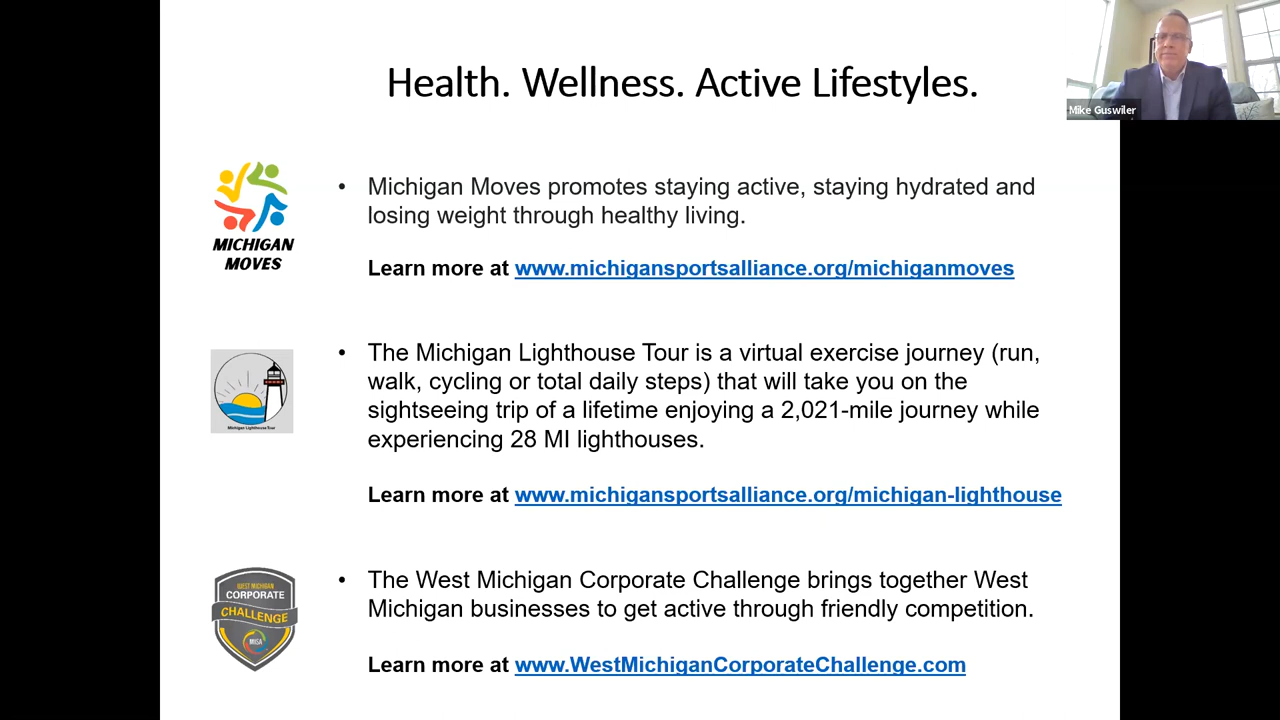 Health. Wellness. Active Lifestyles.
Mike Guswiler
MICHIGAN
MOVES
• Michigan Moves promotes staying active, staying hydrated and
losing weight through healthy living.
Learn more at www.michigansportsalliance.org/michiganmoves
Michigan Lighthouse Tour
• The Michigan Lighthouse Tour is a virtual exercise journey (run,
walk, cycling or total daily steps) that will take you on the
sightseeing trip of a lifetime enjoying a 2,021-mile journey while
experiencing 28 MI lighthouses.
Learn more at www.michigansportsalliance.org/michigan-lighthouse
WEST MICHIGAN
CORPORATE
CHALLENGE
• The West Michigan Corporate Challenge brings together West
Michigan businesses to get active through friendly competition.
Learn more at www.WestMichiganCorporateChallenge.com